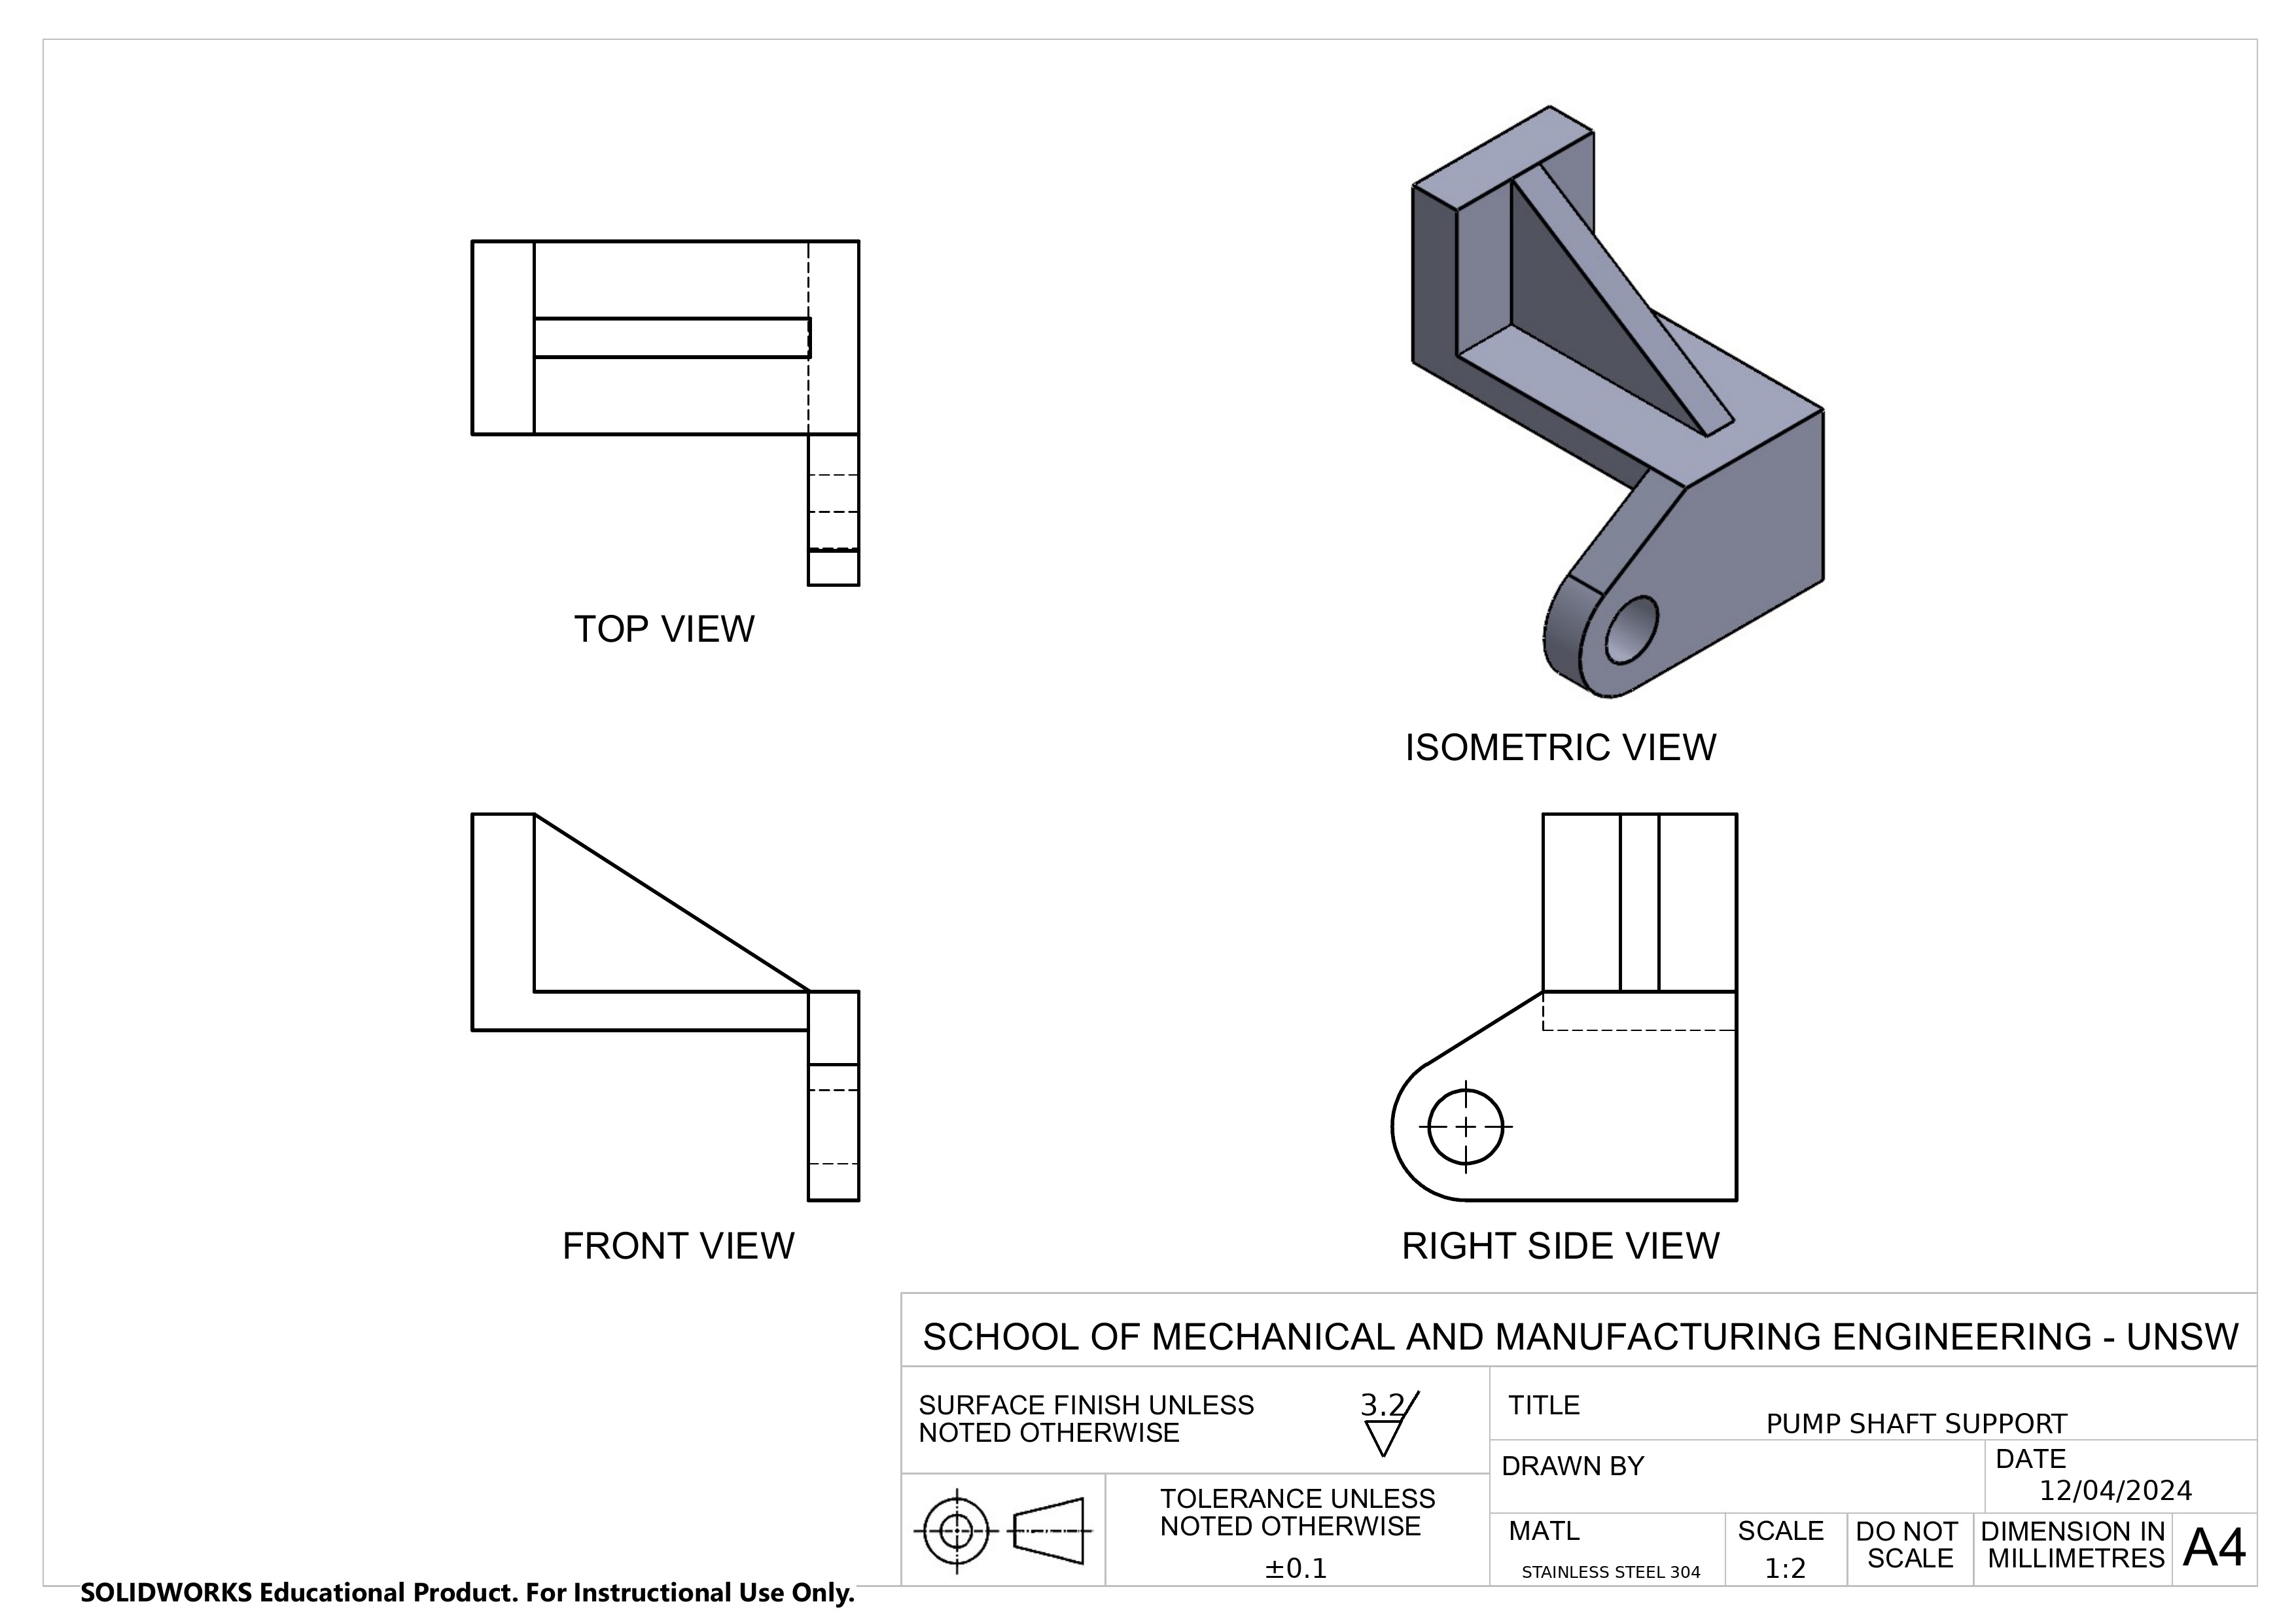 TOP VIEW
ISOMETRIC VIEW
FRONT VIEW
RIGHT SIDE VIEW
SCHOOL OF MECHANICAL AND MANUFACTURING ENGINEERING - UNSW
SURFACE FINISH UNLESS
NOTED OTHERWISE
3.2
TITLE
PUMP SHAFT SUPPORT
DRAWN BY
DATE
12/04/2024
TOLERANCE UNLESS
NOTED OTHERWISE
±0.1
MATL
STAINLESS STEEL 304
SCALE
1:2
DO NOT
SCALE
DIMENSION IN
MILLIMETRES
A4
SOLIDWORKS Educational Product. For Instructional Use Only.